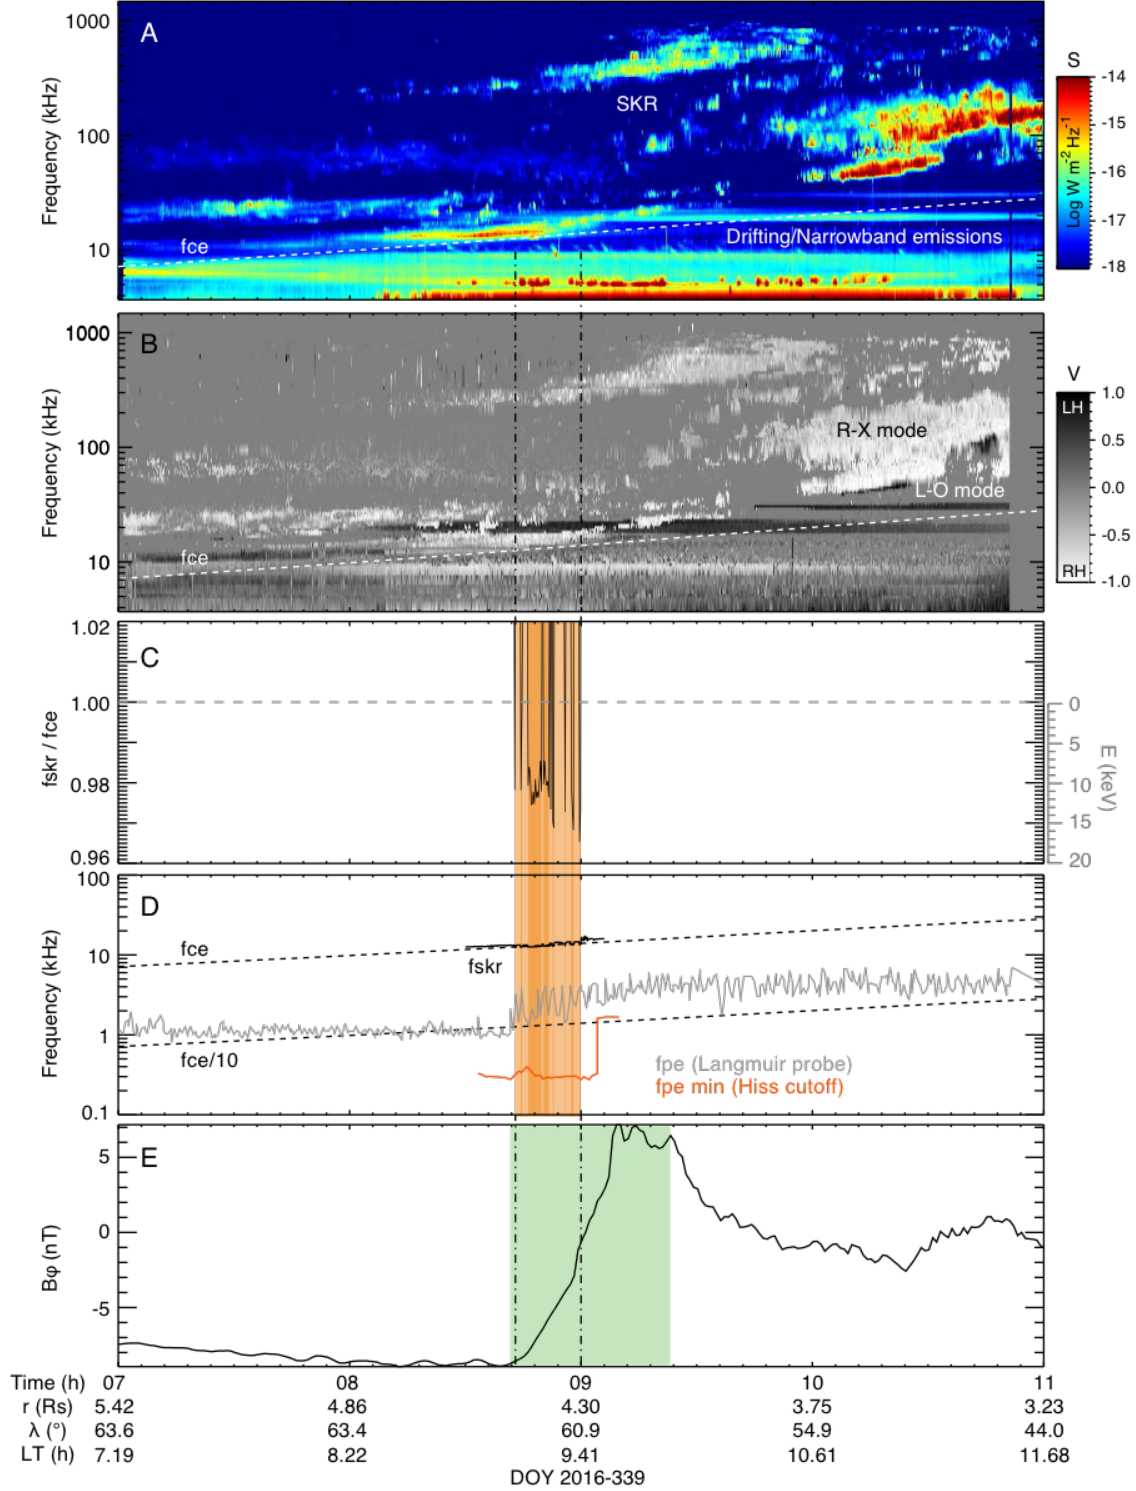 A
1000
100
10
Frequency (kHz)
SKR
fce
Drifting/Narrowband emissions
S
-14
-15
-16
-17
-18
Log W m-2 Hz-1
B
1000
100
10
Frequency (kHz)
R-X mode
L-O mode
fce
V
1.0
LH
0.5
0.0
-0.5
RH
-1.0
C
1.02
1.00
0.98
0.96
fskr / fce
0
5
10
15
20
E (keV)
D
100
10
1
0.1
Frequency (kHz)
fce
fskr
fce/10
fpe (Langmuir probe)
fpe min (Hiss cutoff)
E
5
0
-5
Bφ (nT)
Time (h) 07 08 09 10 11
r (Rs) 5.42 4.86 4.30 3.75 3.23
λ (°) 63.6 63.4 60.9 54.9 44.0
LT (h) 7.19 8.22 9.41 10.61 11.68
DOY 2016-339